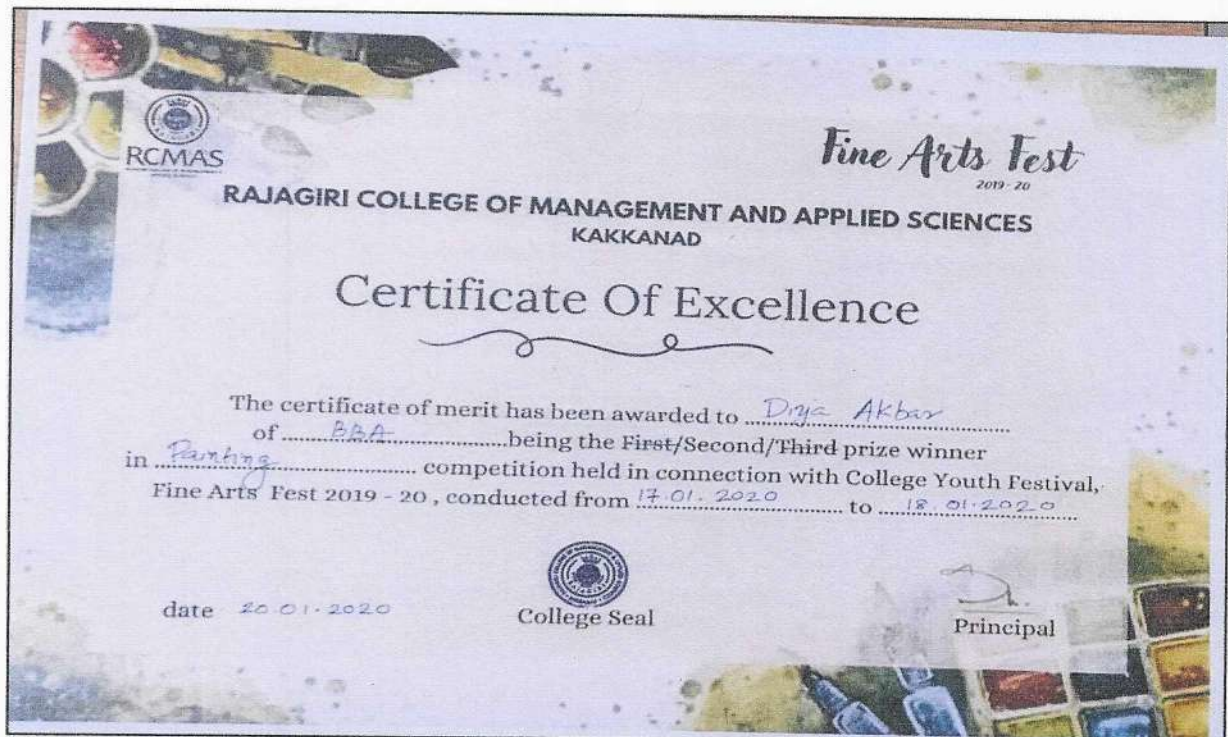 RCMAS
Fine Arts Fest
2019-20
RAJAGIRI COLLEGE OF MANAGEMENT AND APPLIED SCIENCES
KAKKANAD
Certificate Of Excellence
The certificate of merit has been awarded to Diya Akbar
of BBA being the First/Second/Third prize winner
in Painting competition held in connection with College Youth Festival,
Fine Arts Fest 2019 - 20 , conducted from 17.01.2020 to 18.01.2020
date 20.01.2020
College Seal
Principal